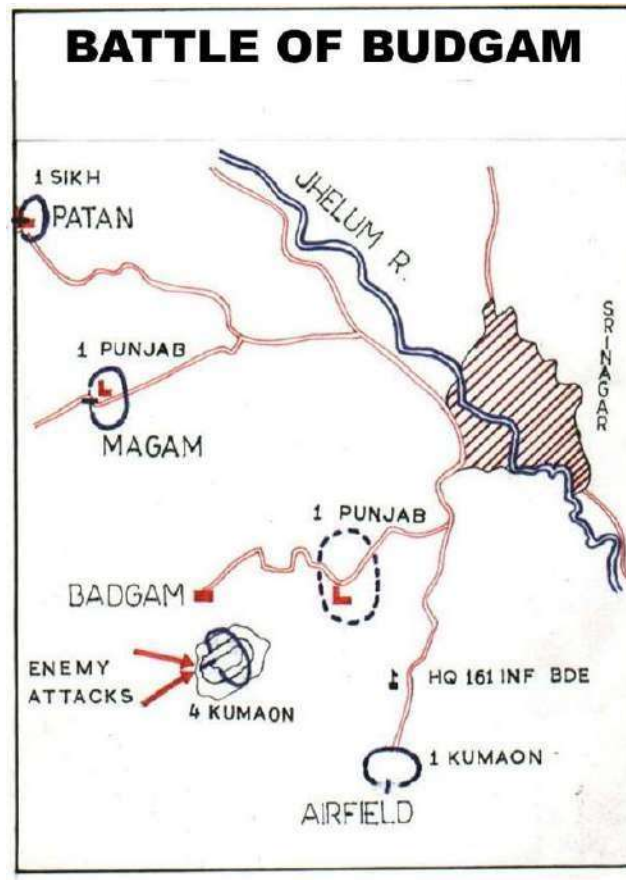 BATTLE OF BUDGAM
1 SIKH
PATAN
JHELUM R.
SRINAGAR
1 PUNJAB
MAGAM
1 PUNJAB
BADGAM
ENEMY
ATTACKS
4 KUMAON
HQ 161 INF BDE
1 KUMAON
AIRFIELD